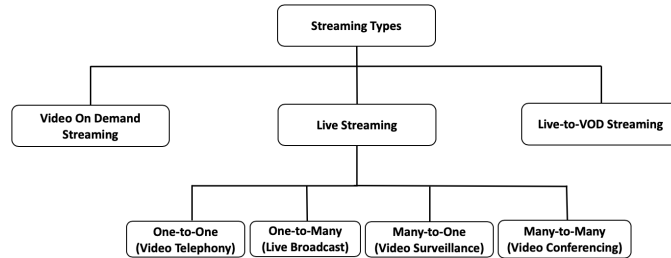 Streaming Types
Video On Demand
Streaming
Live Streaming
Live-to-VOD Streaming
One-to-One
(Video Telephony)
One-to-Many
(Live Broadcast)
Many-to-One
(Video Surveillance)
Many-to-Many
(Video Conferencing)